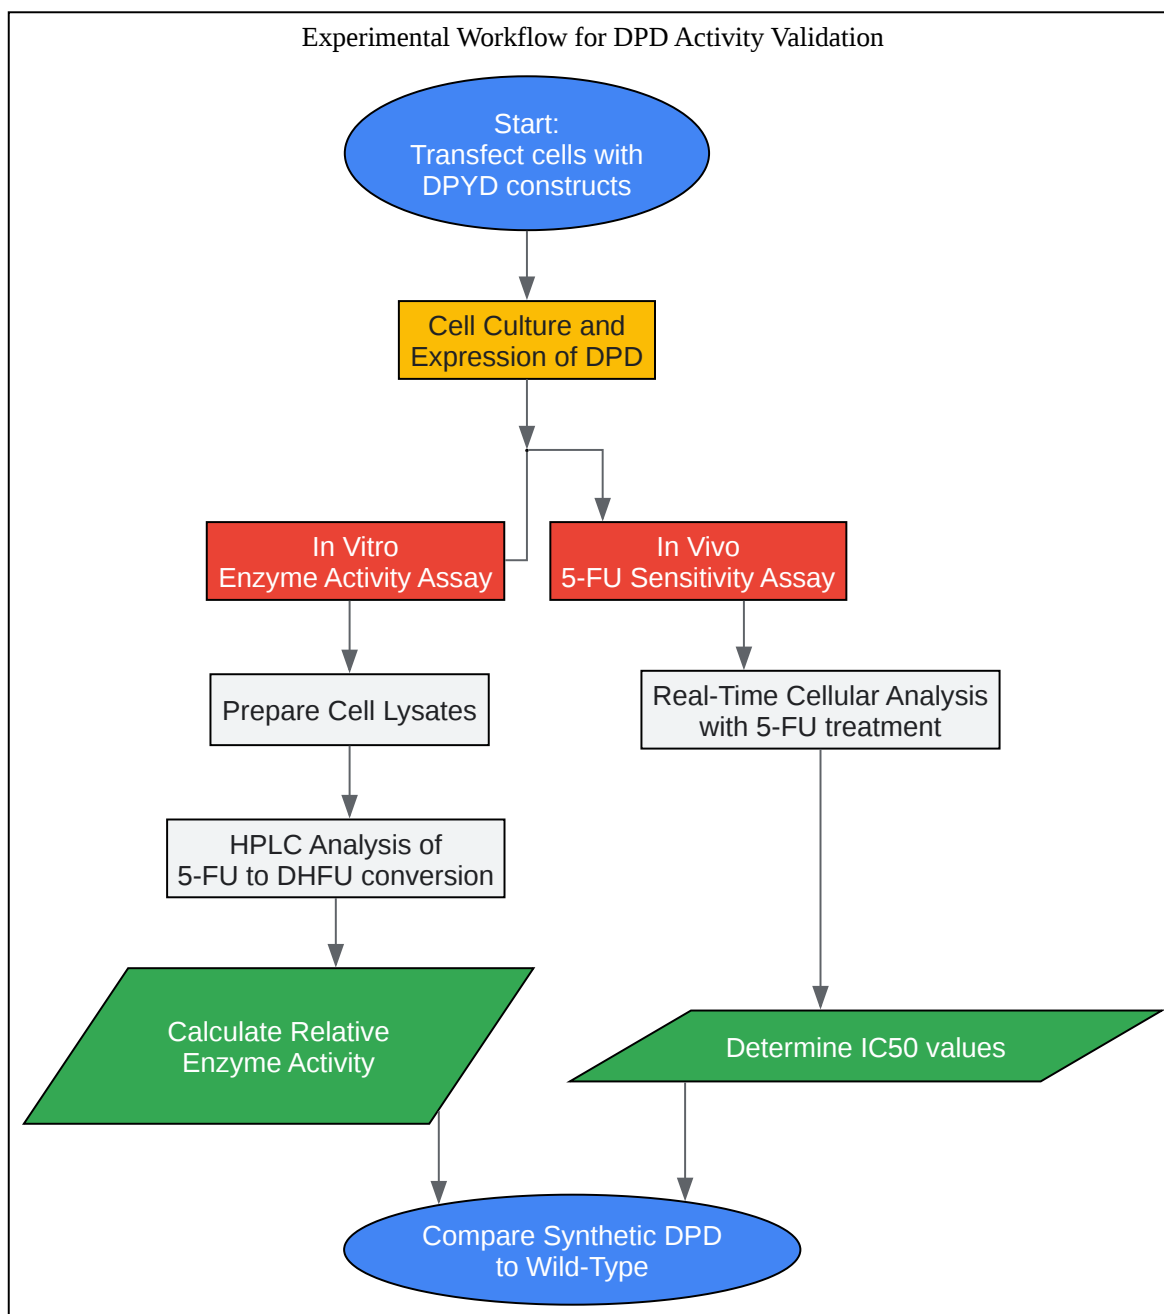 Experimental Workflow for DPD Activity Validation
Start:
Transfect cells with
DPYD constructs
Cell Culture and
Expression of DPD
In Vitro
Enzyme Activity Assay
In Vivo
5-FU Sensitivity Assay
Prepare Cell Lysates
Real-Time Cellular Analysis
with 5-FU treatment
HPLC Analysis of
5-FU to DHFU conversion
Calculate Relative
Enzyme Activity
Determine IC50 values
Compare Synthetic DPD
to Wild-Type